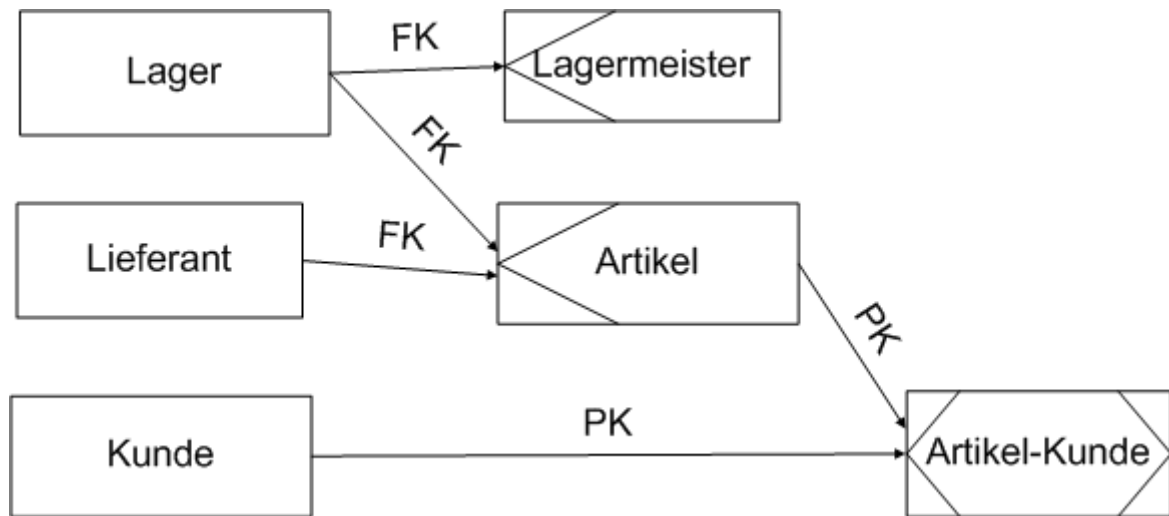 Lager
FK
Lagermeister
FK
Lieferant
FK
Artikel
PK
Kunde
PK
Artikel-Kunde